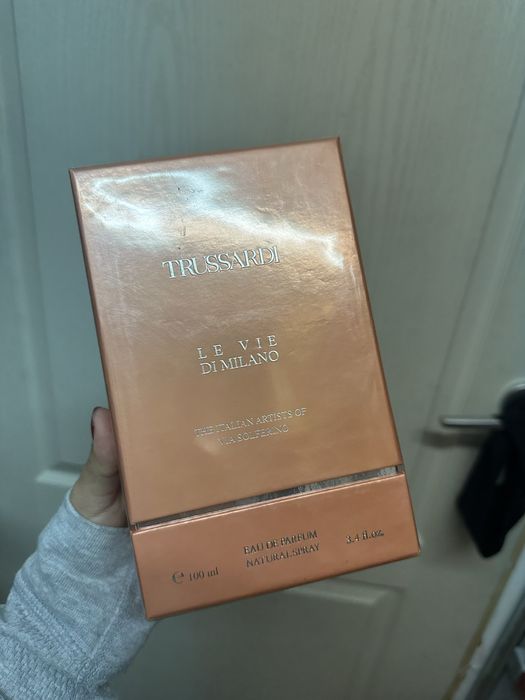 TRUSSARDI
LE VIE
DI MILANO
THE ITALIAN ARTISTS OF
VIA SOLFERINO
EAU DE PARFUM
NATURAL SPRAY
℮ 100 ml
3.4 fl.oz.